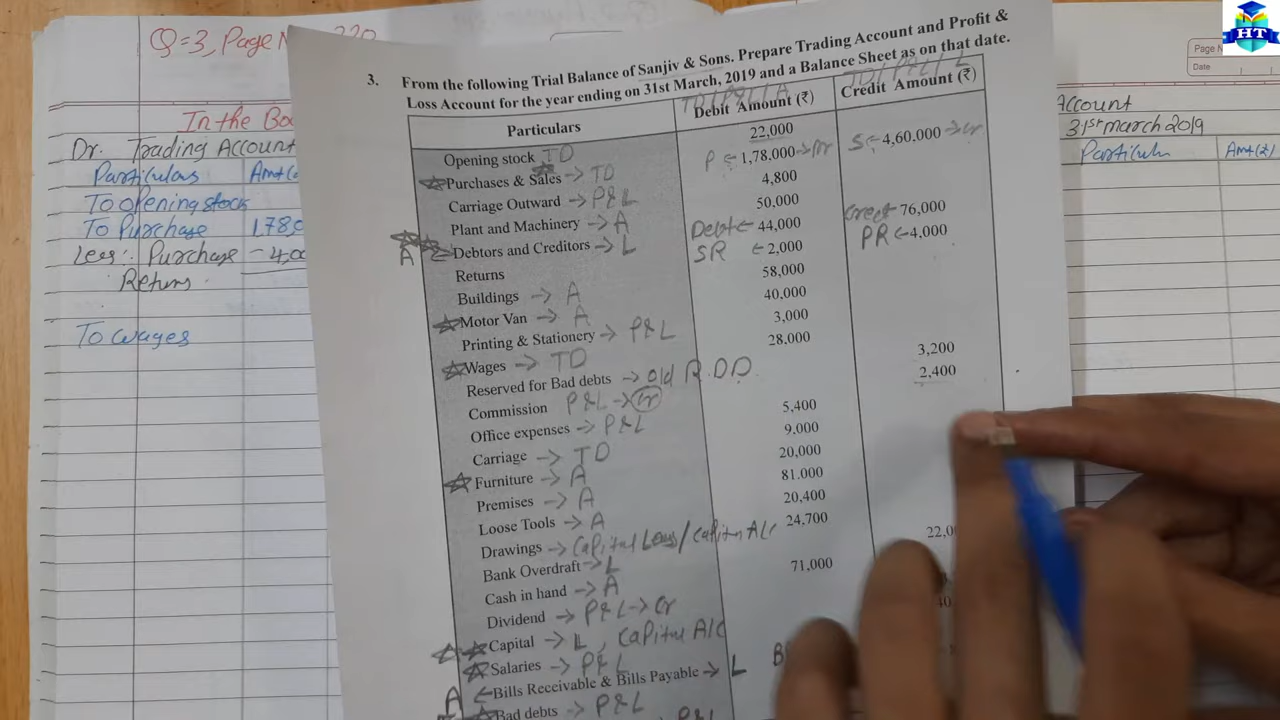 HT
Q=3, Page N
Page N
Date
3. From the following Trial Balance of Sanjiv & Sons. Prepare Trading Account and Profit &
Loss Account for the year ending on 31st March, 2019 and a Balance Sheet as on that date.
In the Bo
Dr. Trading Account
Particulars Amt(
To opening stock
To Purchase 1,78,0
Less: Purchase - 4,00
Return
To wages
Particulars Debit Amount (₹) Credit Amount (₹)
Opening stock TD 22,000
Purchases & Sales → TD P ← 1,78,000 → Dr S ← 4,60,000 → Cr
Carriage Outward → P&L 4,800
Plant and Machinery → A 50,000
A Debtors and Creditors → L Debt ← 44,000 76,000
Returns SR ← 2,000 PR ← 4,000
Buildings → A 58,000
Motor Van → A 40,000
Printing & Stationery → P&L 3,000
Wages → TD 28,000
Reserved for Bad debts → old R.D.D. 3,200
Commission P&L → Cr 2,400
Office expenses → P&L 5,400
Carriage → TD 9,000
Furniture → A 20,000
Premises → A 81,000
Loose Tools → A 20,400
Drawings → Capital Less/Capital A/c 24,700
Bank Overdraft → L 22,0
Cash in hand → A 71,000
Dividend → P&L → Cr
Capital → L, Capital A/C 40
Salaries → P&L
A ← Bills Receivable & Bills Payable → L B
Bad debts → P&L
P&L
Account
31st march 2019
Particular Amt(₹)